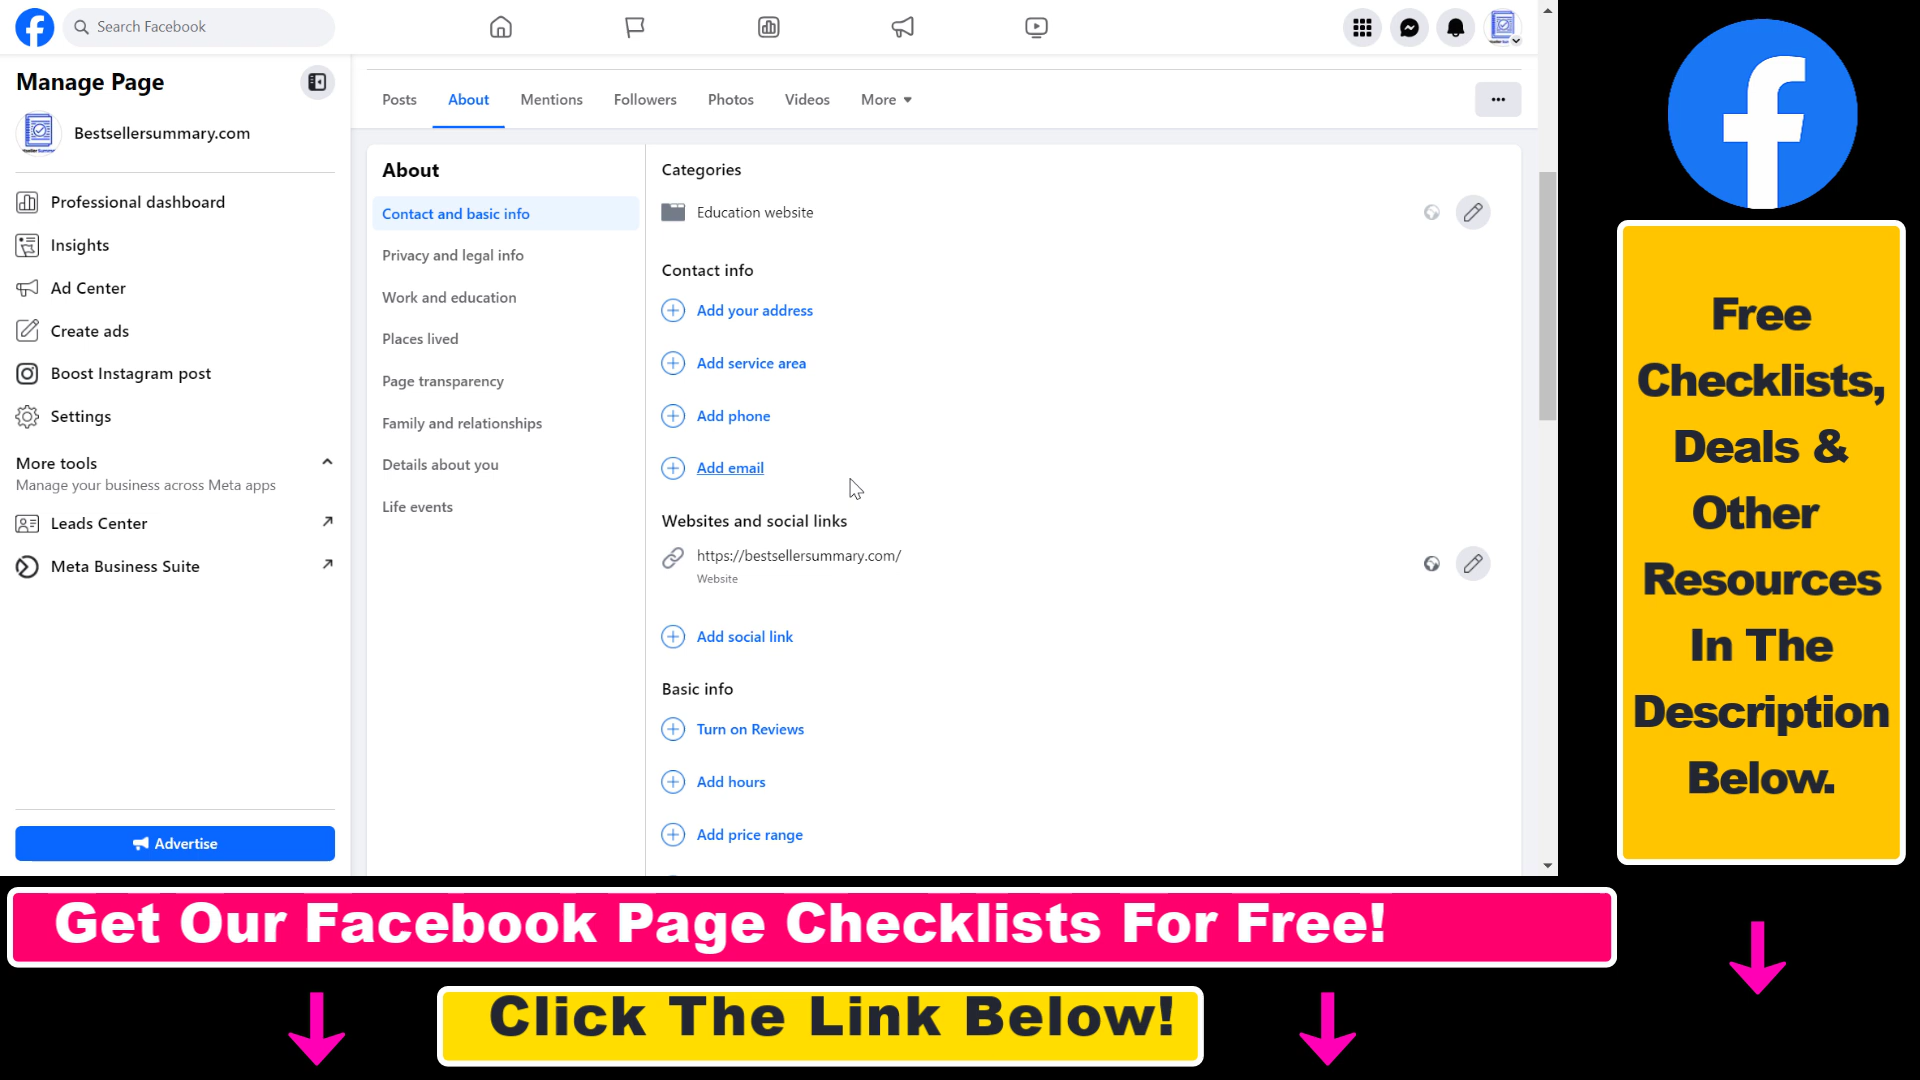 Search Facebook
Manage Page
Bestsellersummary.com
Professional dashboard
Insights
Ad Center
Create ads
Boost Instagram post
Settings
More tools
Manage your business across Meta apps
Leads Center
Meta Business Suite
Advertise
Posts
About
Mentions
Followers
Photos
Videos
More
About
Contact and basic info
Privacy and legal info
Work and education
Places lived
Page transparency
Family and relationships
Details about you
Life events
Categories
Education website
Contact info
Add your address
Add service area
Add phone
Add email
Websites and social links
https://bestsellersummary.com/
Website
Add social link
Basic info
Turn on Reviews
Add hours
Add price range
Free
Checklists,
Deals &
Other
Resources
In The
Description
Below.
Get Our Facebook Page Checklists For Free!
Click The Link Below!